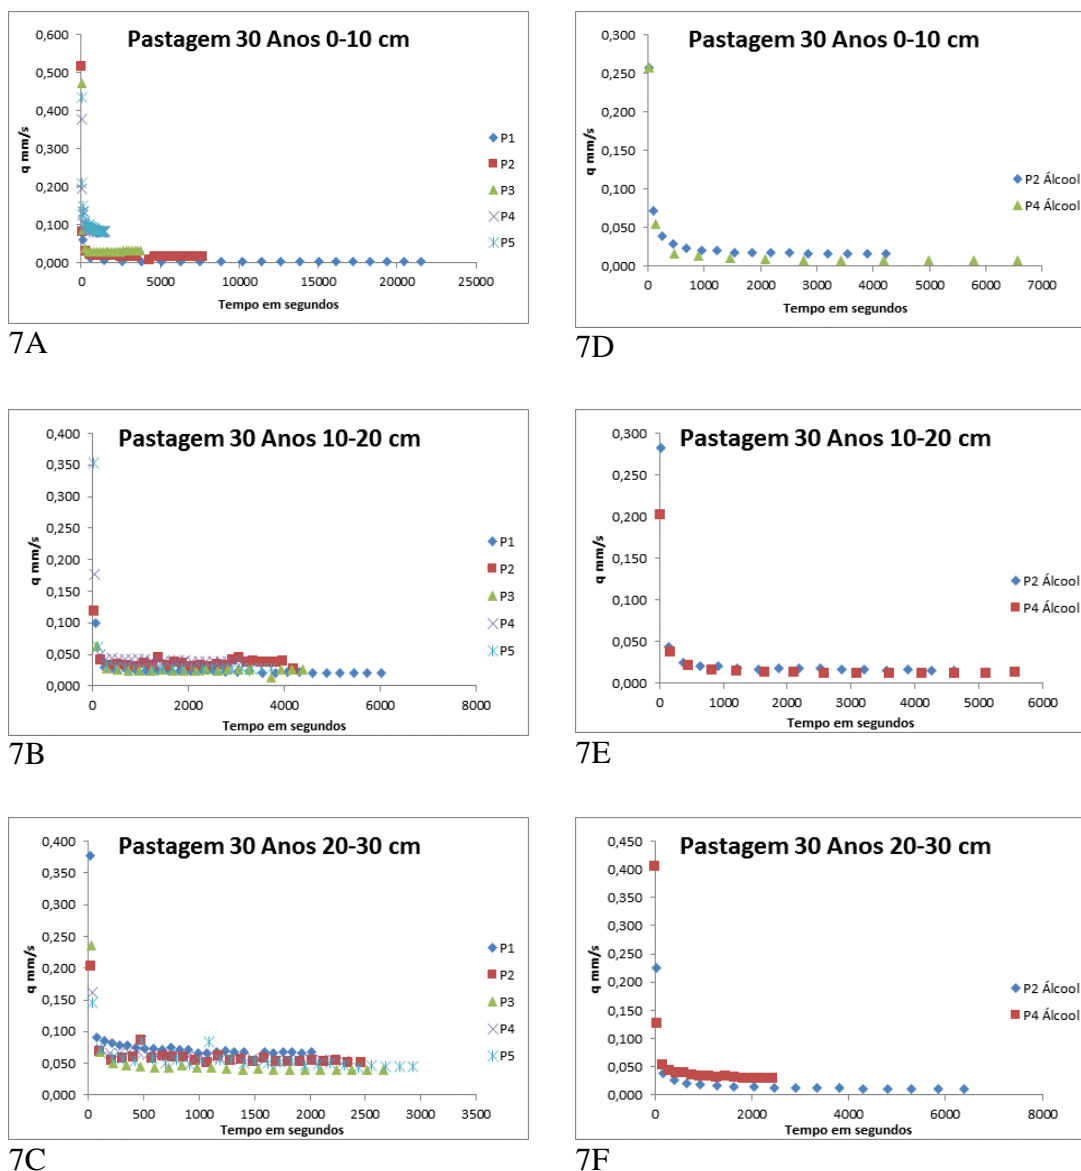 Pastagem 30 Anos 0-10 cm
q mm/s
0,600
0,500
0,400
0,300
0,200
0,100
0,000
0
5000
10000
15000
20000
25000
Tempo em segundos
P1
P2
P3
P4
P5
7A
Pastagem 30 Anos 0-10 cm
q mm/s
0,300
0,250
0,200
0,150
0,100
0,050
0,000
0
1000
2000
3000
4000
5000
6000
7000
Tempo em segundos
P2 Álcool
P4 Álcool
7D
Pastagem 30 Anos 10-20 cm
q mm/s
0,400
0,350
0,300
0,250
0,200
0,150
0,100
0,050
0,000
0
2000
4000
6000
8000
Tempo em segundos
P1
P2
P3
P4
P5
7B
Pastagem 30 Anos 10-20 cm
q mm/s
0,300
0,250
0,200
0,150
0,100
0,050
0,000
0
1000
2000
3000
4000
5000
6000
Tempo em segundos
P2 Álcool
P4 Álcool
7E
Pastagem 30 Anos 20-30 cm
q mm/s
0,400
0,350
0,300
0,250
0,200
0,150
0,100
0,050
0,000
0
500
1000
1500
2000
2500
3000
3500
Tempo em segundos
P1
P2
P3
P4
P5
7C
Pastagem 30 Anos 20-30 cm
q mm/s
0,450
0,400
0,350
0,300
0,250
0,200
0,150
0,100
0,050
0,000
0
2000
4000
6000
8000
Tempo em segundos
P2 Álcool
P4 Álcool
7F